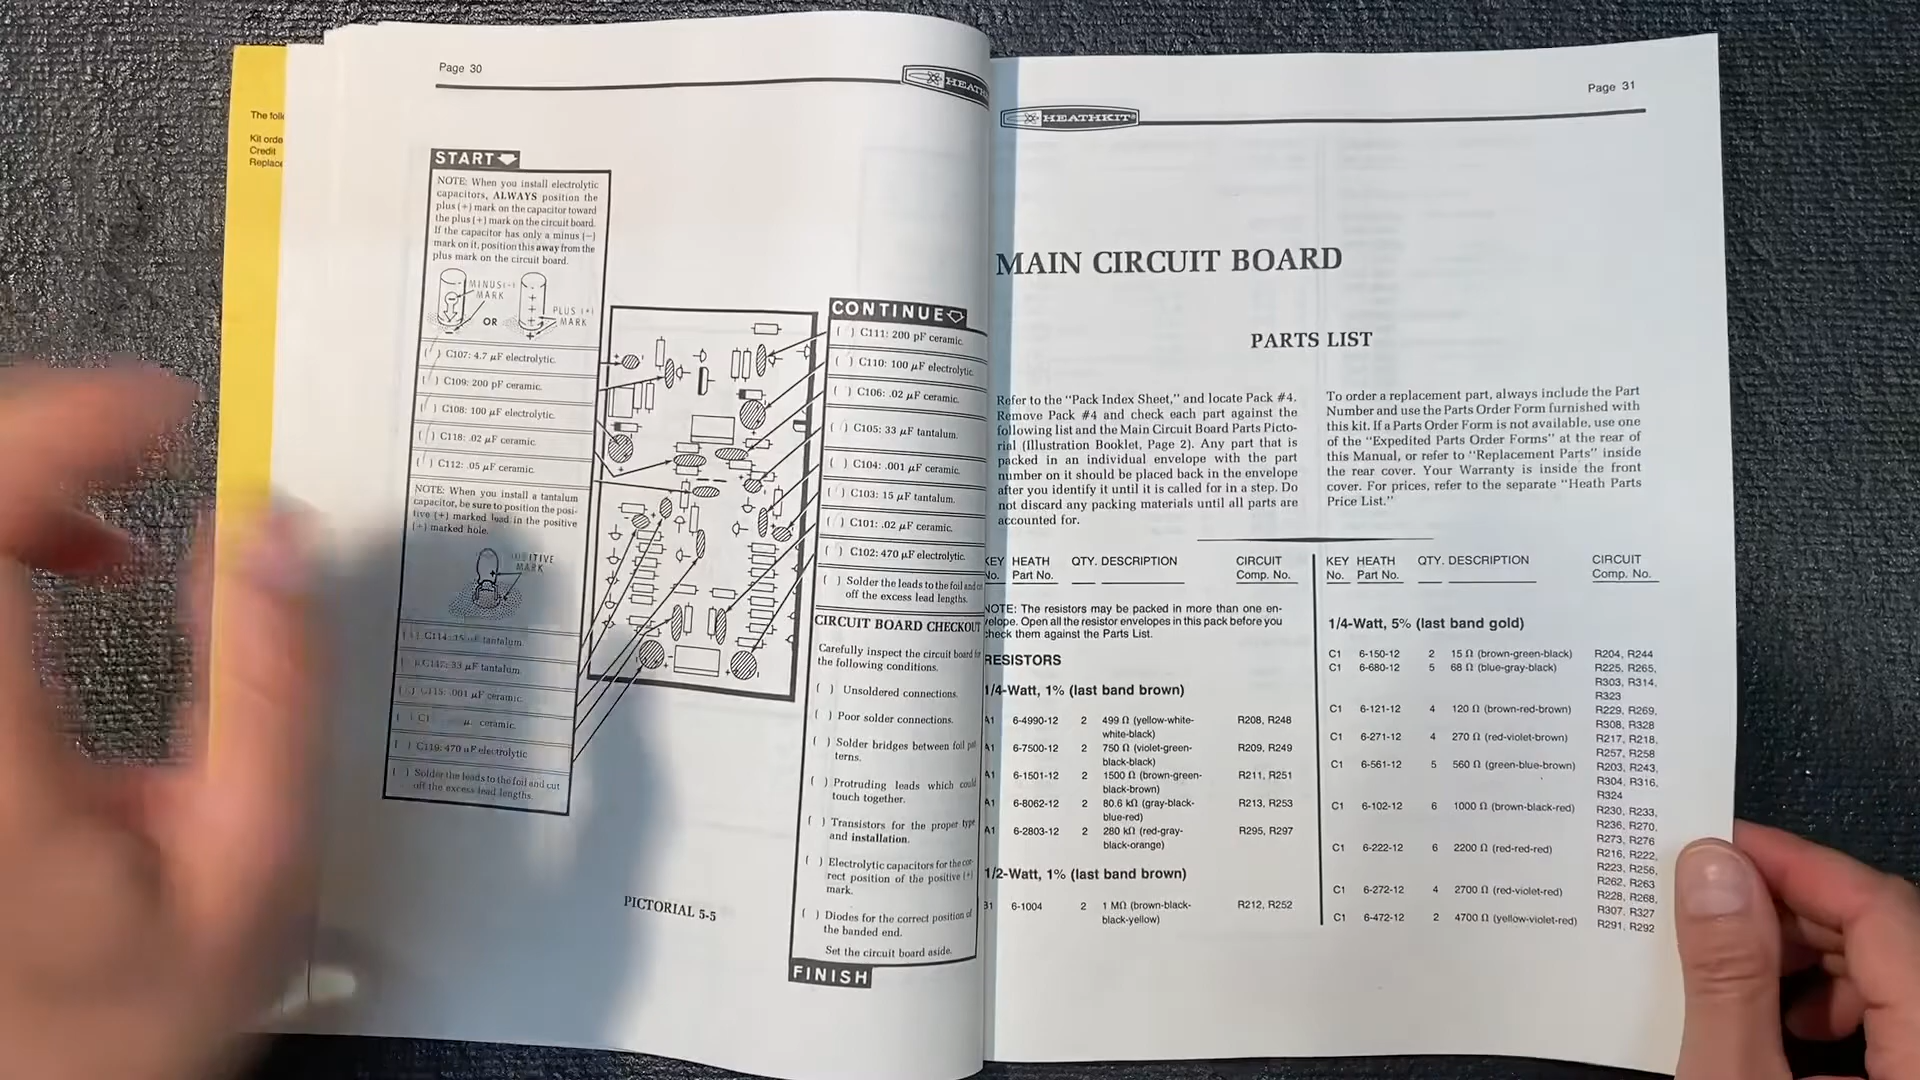 The foll
Kit orde
Credit
Replace
Page 30
HEATH
START
NOTE: When you install electrolytic
capacitors, ALWAYS position the
plus (+) mark on the capacitor toward
the plus (+) mark on the circuit board.
If the capacitor has only a minus (−)
mark on it, position this away from the
plus mark on the circuit board.
MINUS(−)
MARK
OR
PLUS (+)
MARK
( ) C107: 4.7 µF electrolytic.
( ) C109: 200 pF ceramic.
( ) C108: 100 µF electrolytic.
( ) C118: .02 µF ceramic.
( ) C112: .05 µF ceramic.
NOTE: When you install a tantalum
capacitor, be sure to position the posi-
tive (+) marked lead in the positive
(+) marked hole.
POSITIVE
MARK
C114: 15 µF tantalum.
33 µF tantalum.
.001 µF ceramic.
ceramic.
( ) C119: 470 µF electrolytic
( ) Solder the leads to the foil and cut
off the excess lead lengths.
PICTORIAL 5-5
CONTINUE
( ) C111: 200 pF ceramic.
( ) C110: 100 µF electrolytic.
( ) C106: .02 µF ceramic.
( ) C105: 33 µF tantalum.
( ) C104: .001 µF ceramic.
( ) C103: 15 µF tantalum.
( ) C101: .02 µF ceramic.
( ) C102: 470 µF electrolytic.
( ) Solder the leads to the foil and cu
off the excess lead lengths.
CIRCUIT BOARD CHECKOUT
Carefully inspect the circuit board for
the following conditions.
( ) Unsoldered connections.
( ) Poor solder connections.
( ) Solder bridges between foil pat
terns.
( ) Protruding leads which could
touch together.
( ) Transistors for the proper type
and installation.
( ) Electrolytic capacitors for the cor-
rect position of the positive (+)
mark.
( ) Diodes for the correct position of
the banded end.
Set the circuit board aside.
FINISH
Page 31
HEATHKIT
MAIN CIRCUIT BOARD
PARTS LIST
Refer to the "Pack Index Sheet," and locate Pack #4.
Remove Pack #4 and check each part against the
following list and the Main Circuit Board Parts Picto-
rial (Illustration Booklet, Page 2). Any part that is
packed in an individual envelope with the part
number on it should be placed back in the envelope
after you identify it until it is called for in a step. Do
not discard any packing materials until all parts are
accounted for.
To order a replacement part, always include the Part
Number and use the Parts Order Form furnished with
this kit. If a Parts Order Form is not available, use one
of the "Expedited Parts Order Forms" at the rear of
this Manual, or refer to "Replacement Parts" inside
the rear cover. Your Warranty is inside the front
cover. For prices, refer to the separate "Heath Parts
Price List."
KEY HEATH QTY. DESCRIPTION CIRCUIT
No. Part No. Comp. No.
NOTE: The resistors may be packed in more than one en-
velope. Open all the resistor envelopes in this pack before you
check them against the Parts List.
RESISTORS
1/4-Watt, 1% (last band brown)
A1 6-4990-12 2 499 Ω (yellow-white- R208, R248
white-black)
A1 6-7500-12 2 750 Ω (violet-green- R209, R249
black-black)
A1 6-1501-12 2 1500 Ω (brown-green- R211, R251
black-brown)
A1 6-8062-12 2 80.6 kΩ (gray-black- R213, R253
blue-red)
A1 6-2803-12 2 280 kΩ (red-gray- R295, R297
black-orange)
1/2-Watt, 1% (last band brown)
B1 6-1004 2 1 MΩ (brown-black- R212, R252
black-yellow)
KEY HEATH QTY. DESCRIPTION CIRCUIT
No. Part No. Comp. No.
1/4-Watt, 5% (last band gold)
C1 6-150-12 2 15 Ω (brown-green-black) R204, R244
C1 6-680-12 5 68 Ω (blue-gray-black) R225, R265,
R303, R314,
R323
C1 6-121-12 4 120 Ω (brown-red-brown) R229, R269,
R308, R328
C1 6-271-12 4 270 Ω (red-violet-brown) R217, R218,
R257, R258
C1 6-561-12 5 560 Ω (green-blue-brown) R203, R243,
R304, R316,
R324
C1 6-102-12 6 1000 Ω (brown-black-red) R230, R233,
R236, R270,
R273, R276
C1 6-222-12 6 2200 Ω (red-red-red) R216, R222,
R223, R256,
R262, R263
C1 6-272-12 4 2700 Ω (red-violet-red) R228, R268,
R307, R327
C1 6-472-12 2 4700 Ω (yellow-violet-red) R291, R292